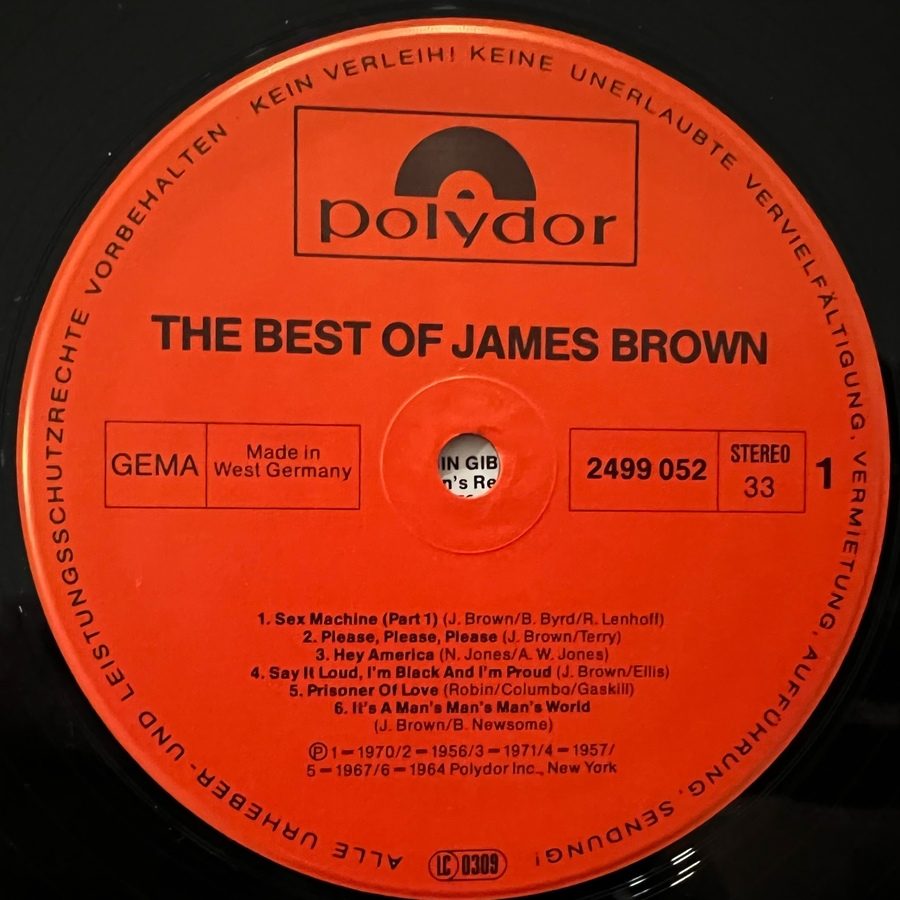 ALLE URHEBER- UND LEISTUNGSSCHUTZRECHTE VORBEHALTEN KEIN VERLEIH! KEINE UNERLAUBTE VERVIELFÄLTIGUNG, VERMIETUNG, AUFFÜHRUNG, SENDUNG!
polydor
THE BEST OF JAMES BROWN
GEMA
Made in
West Germany
IN GIB
n's Re
2499 052
STEREO
33
1
1. Sex Machine (Part 1) (J. Brown/B. Byrd/R. Lenhoff)
2. Please, Please, Please (J. Brown/Terry)
3. Hey America (N. Jones/A. W. Jones)
4. Say It Loud, I'm Black And I'm Proud (J. Brown/Ellis)
5. Prisoner Of Love (Robin/Columbo/Gaskill)
6. It's A Man's Man's Man's World
(J. Brown/B. Newsome)
Ⓟ 1 – 1970/2 – 1956/3 – 1971/4 – 1957/
5 – 1967/6 – 1964 Polydor Inc., New York
LC 0309